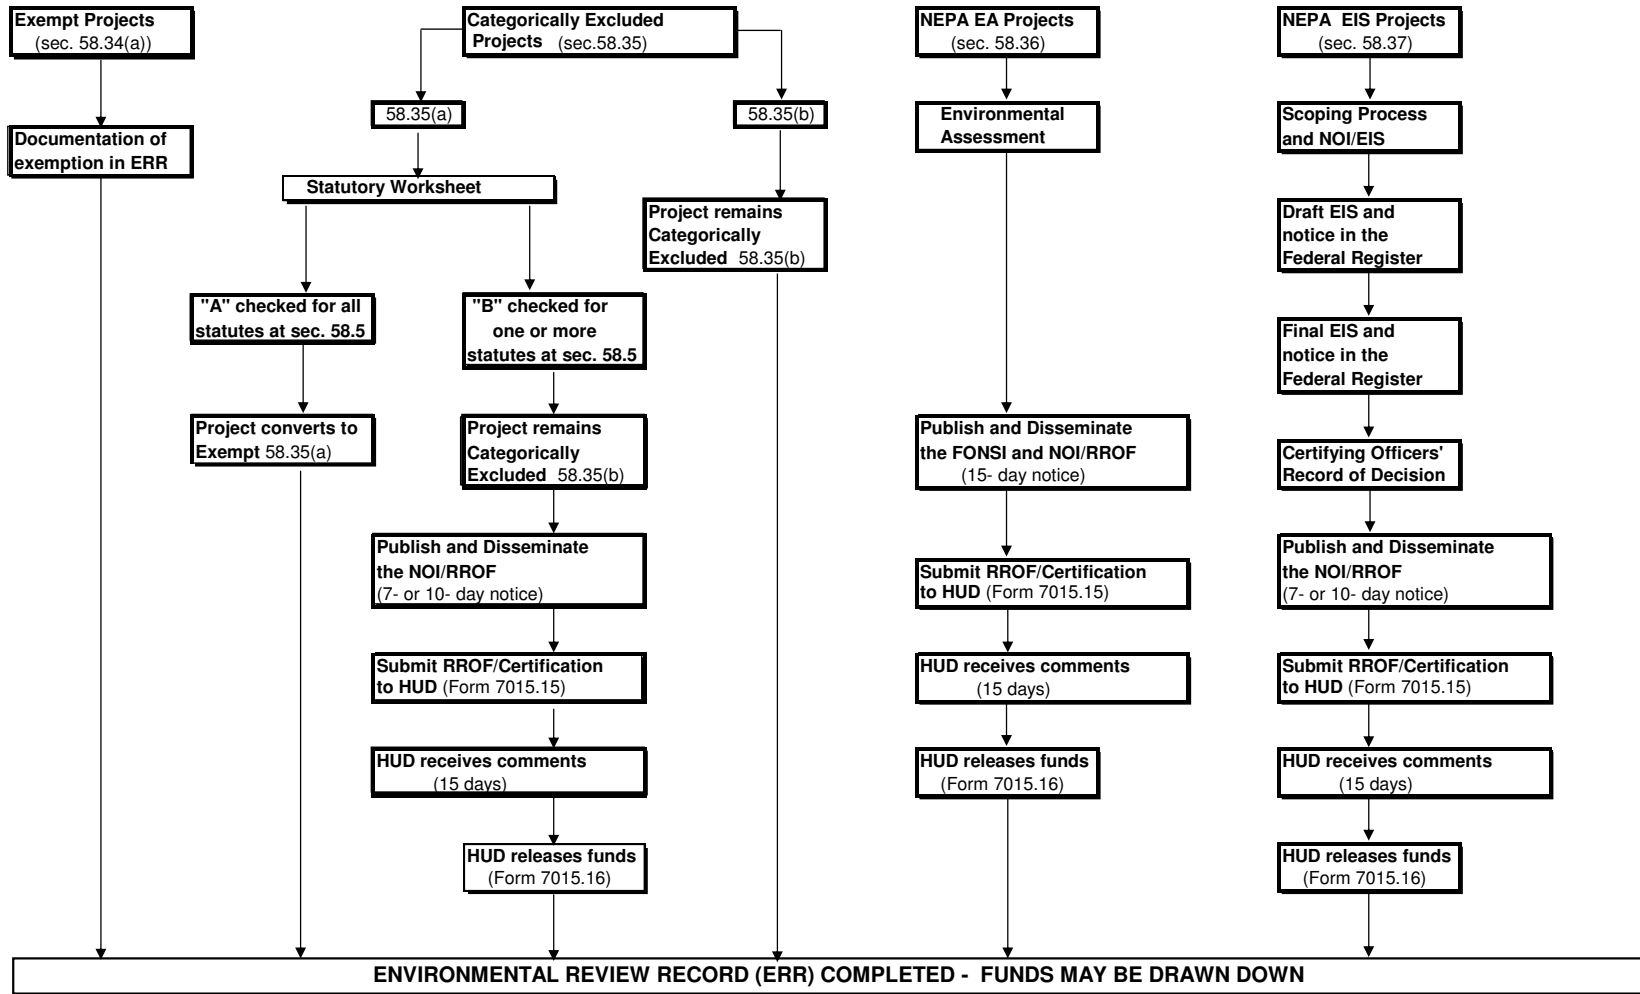 Exempt Projects
(sec. 58.34(a))
Documentation of
exemption in ERR
Categorically Excluded
Projects (sec.58.35)
58.35(a)
Statutory Worksheet
"A" checked for all
statutes at sec. 58.5
Project converts to
Exempt 58.35(a)
"B" checked for
one or more
statutes at sec. 58.5
Project remains
Categorically
Excluded 58.35(b)
Publish and Disseminate
the NOI/RROF
(7- or 10- day notice)
Submit RROF/Certification
to HUD (Form 7015.15)
HUD receives comments
(15 days)
HUD releases funds
(Form 7015.16)
58.35(b)
Project remains
Categorically
Excluded 58.35(b)
NEPA EA Projects
(sec. 58.36)
Environmental
Assessment
Publish and Disseminate
the FONSI and NOI/RROF
(15- day notice)
Submit RROF/Certification
to HUD (Form 7015.15)
HUD receives comments
(15 days)
HUD releases funds
(Form 7015.16)
NEPA EIS Projects
(sec. 58.37)
Scoping Process
and NOI/EIS
Draft EIS and
notice in the
Federal Register
Final EIS and
notice in the
Federal Register
Certifying Officers'
Record of Decision
Publish and Disseminate
the NOI/RROF
(7- or 10- day notice)
Submit RROF/Certification
to HUD (Form 7015.15)
HUD receives comments
(15 days)
HUD releases funds
(Form 7015.16)
ENVIRONMENTAL REVIEW RECORD (ERR) COMPLETED - FUNDS MAY BE DRAWN DOWN